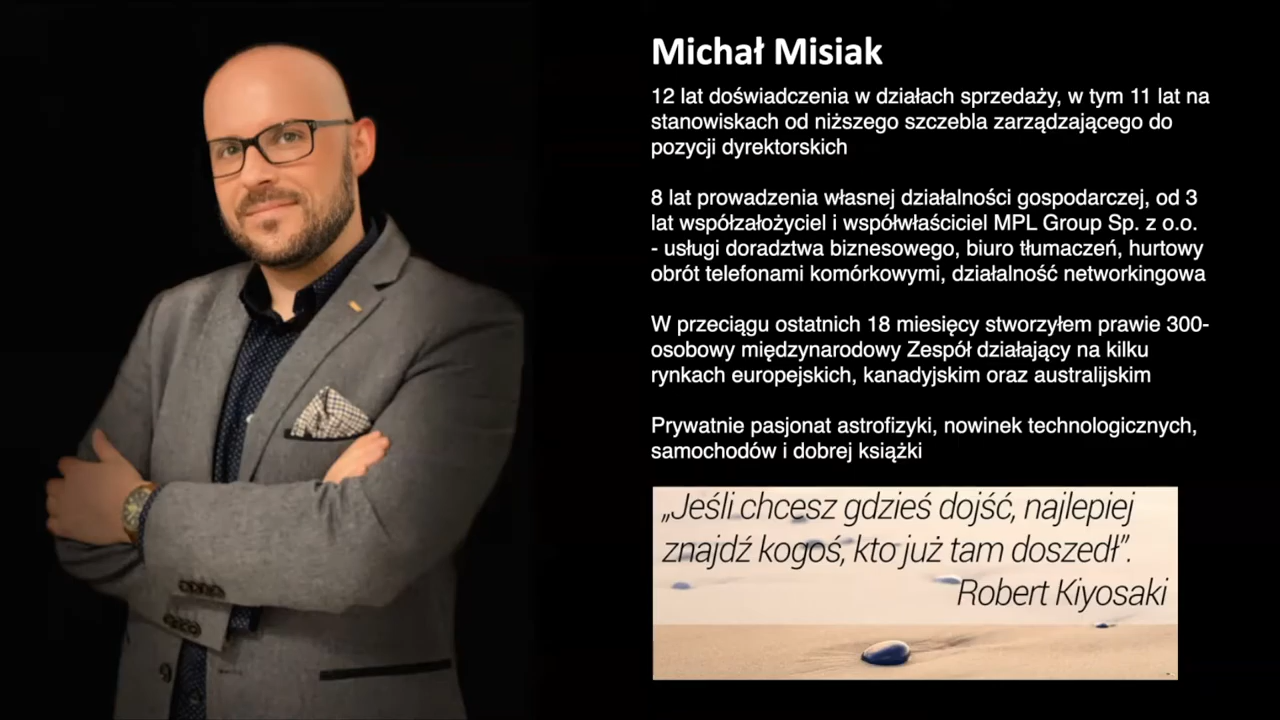 Michał Misiak
12 lat doświadczenia w działach sprzedaży, w tym 11 lat na
stanowiskach od niższego szczebla zarządzającego do
pozycji dyrektorskich
8 lat prowadzenia własnej działalności gospodarczej, od 3
lat współzałożyciel i współwłaściciel MPL Group Sp. z o.o.
- usługi doradztwa biznesowego, biuro tłumaczeń, hurtowy
obrót telefonami komórkowymi, działalność networkingowa
W przeciągu ostatnich 18 miesięcy stworzyłem prawie 300-
osobowy międzynarodowy Zespół działający na kilku
rynkach europejskich, kanadyjskim oraz australijskim
Prywatnie pasjonat astrofizyki, nowinek technologicznych,
samochodów i dobrej książki
„Jeśli chcesz gdzieś dojść, najlepiej
znajdź kogoś, kto już tam doszedł”.
Robert Kiyosaki